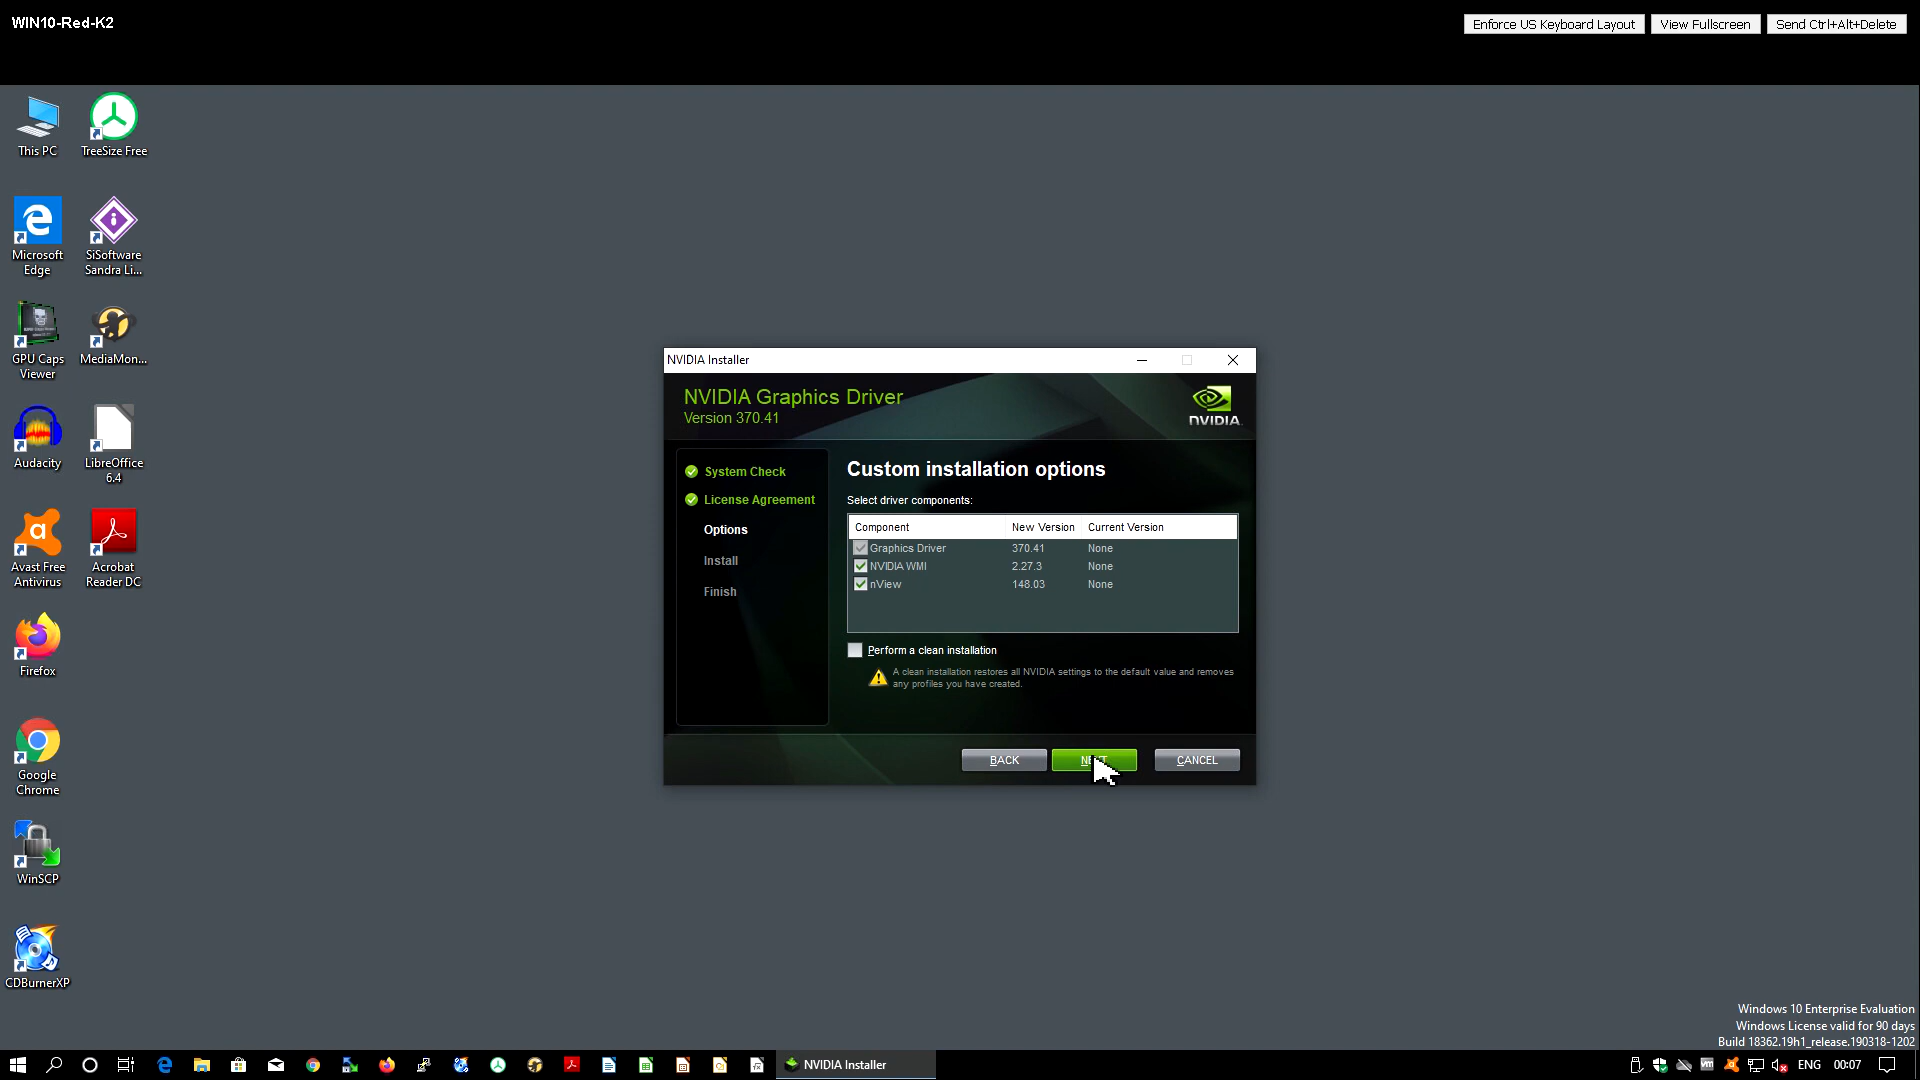 WIN10-Red-K2
Enforce US Keyboard Layout
View Fullscreen
Send Ctrl+Alt+Delete
This PC
TreeSize Free
Microsoft
Edge
SiSoftware
Sandra Li...
GPU Caps
Viewer
MediaMon...
Audacity
LibreOffice
6.4
Avast Free
Antivirus
Acrobat
Reader DC
Firefox
Google
Chrome
WinSCP
CDBurnerXP
NVIDIA Installer
NVIDIA Graphics Driver
Version 370.41
NVIDIA.
System Check
License Agreement
Options
Install
Finish
Custom installation options
Select driver components:
Component New Version Current Version
Graphics Driver 370.41 None
NVIDIA WMI 2.27.3 None
nView 148.03 None
Perform a clean installation
A clean installation restores all NVIDIA settings to the default value and removes
any profiles you have created.
BACK
CANCEL
Windows 10 Enterprise Evaluation
Windows License valid for 90 days
Build 18362.19h1_release.190318-1202
NVIDIA Installer
ENG
00:07